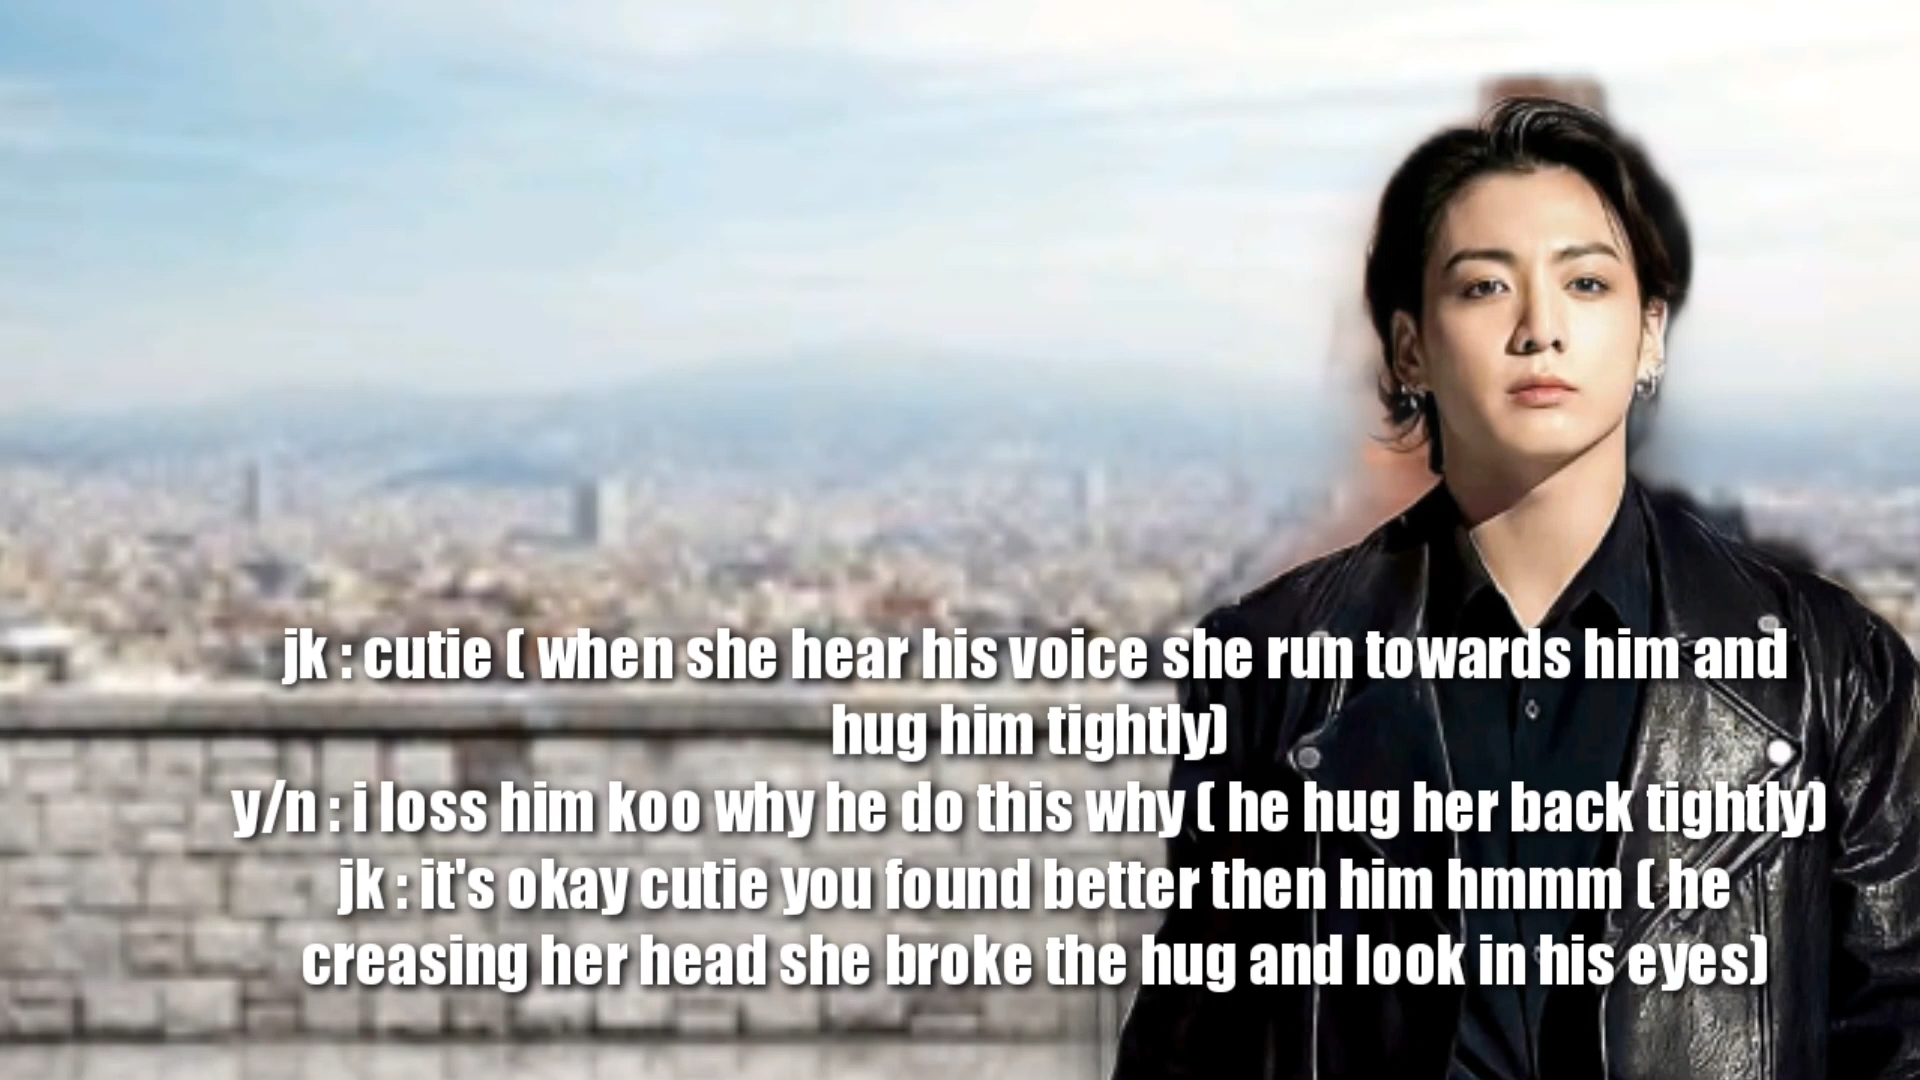 jk : cutie ( when she hear his voice she run towards him and
hug him tightly)
y/n : i loss him koo why he do this why ( he hug her back tightly)
jk : it's okay cutie you found better then him hmmm ( he
creasing her head she broke the hug and look in his eyes)